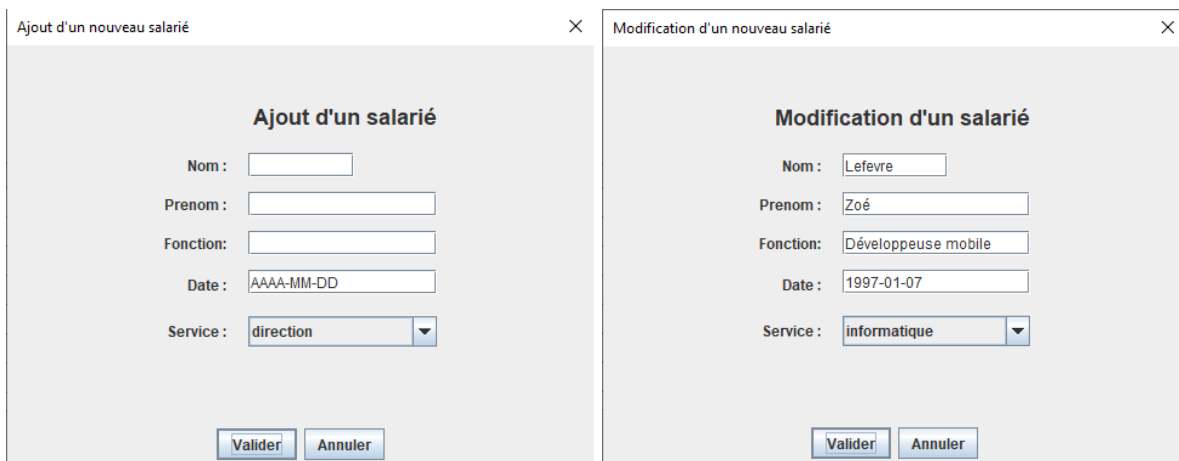 Ajout d'un nouveau salarié
Ajout d'un salarié
Nom :
Prenom :
Fonction:
Date : AAAA-MM-DD
Service : direction
Valider Annuler
Modification d'un nouveau salarié
Modification d'un salarié
Nom : Lefevre
Prenom : Zoé
Fonction: Développeuse mobile
Date : 1997-01-07
Service : informatique
Valider Annuler